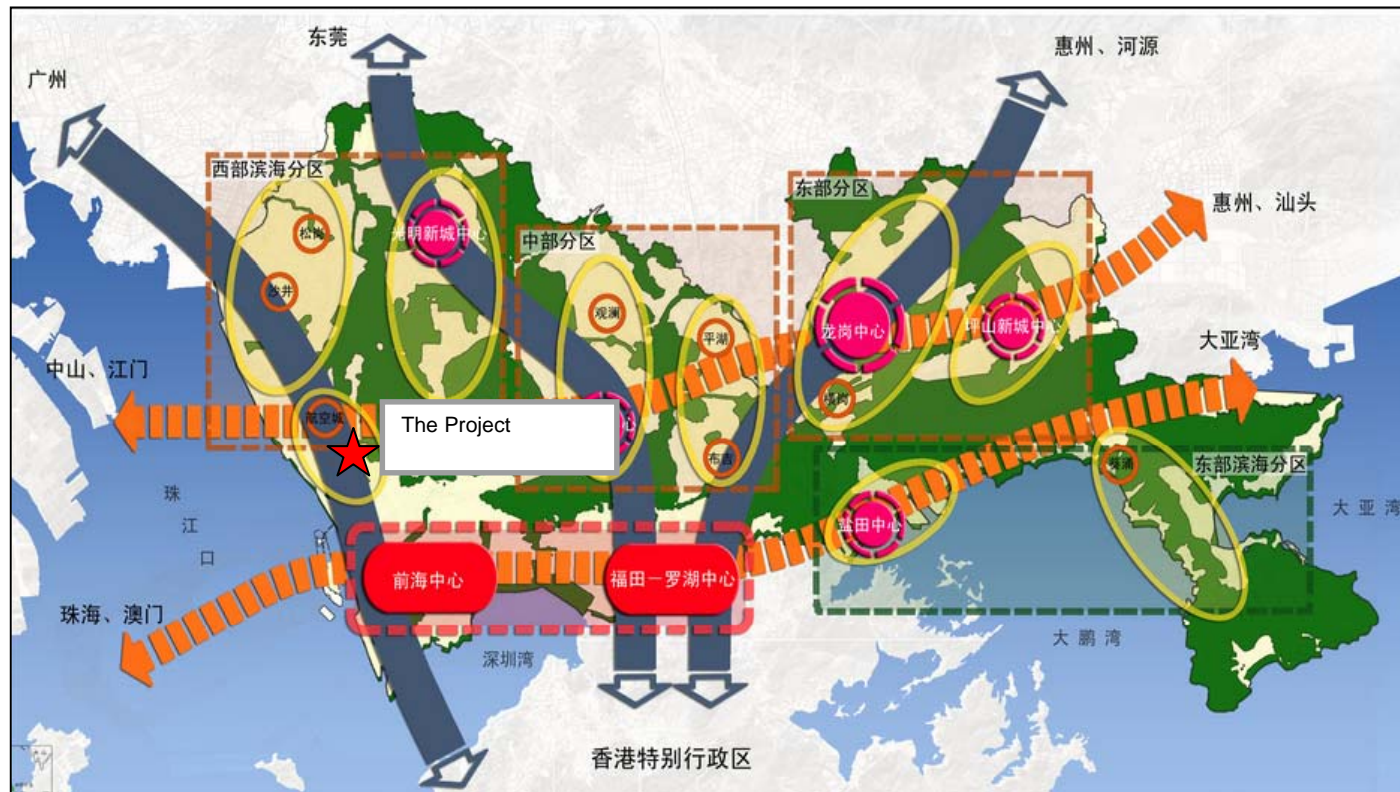 东莞
惠州、河源
广州
西部滨海分区
东部分区
惠州、汕头
松岗
光明新城中心
中部分区
沙井
观澜
平湖
龙岗中心
坪山新城中心
大亚湾
中山、江门
横岗
航空城
The Project
心
布吉
葵涌
东部滨海分区
珠
江
口
盐田中心
大亚湾
前海中心
福田—罗湖中心
珠海、澳门
大鹏湾
深圳湾
香港特别行政区